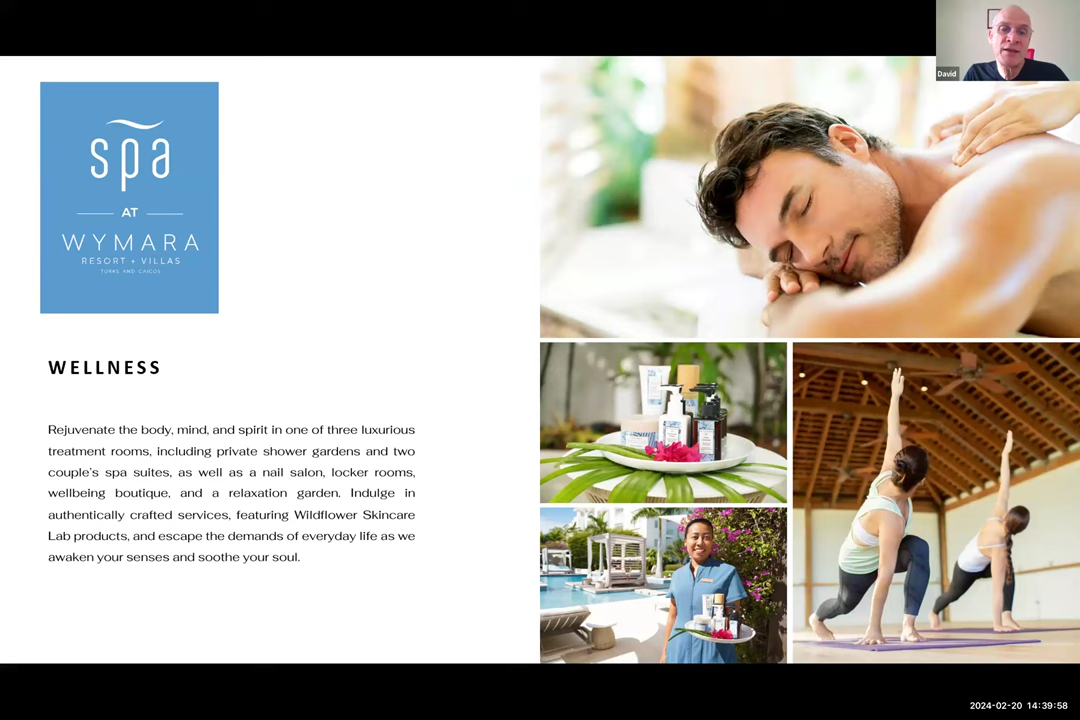 David
spa
AT
WYMARA
RESORT + VILLAS
TURKS AND CAICOS
WELLNESS
Rejuvenate the body, mind, and spirit in one of three luxurious
treatment rooms, including private shower gardens and two
couple's spa suites, as well as a nail salon, locker rooms,
wellbeing boutique, and a relaxation garden. Indulge in
authentically crafted services, featuring Wildflower Skincare
Lab products, and escape the demands of everyday life as we
awaken your senses and soothe your soul.
2024-02-20 14:39:58